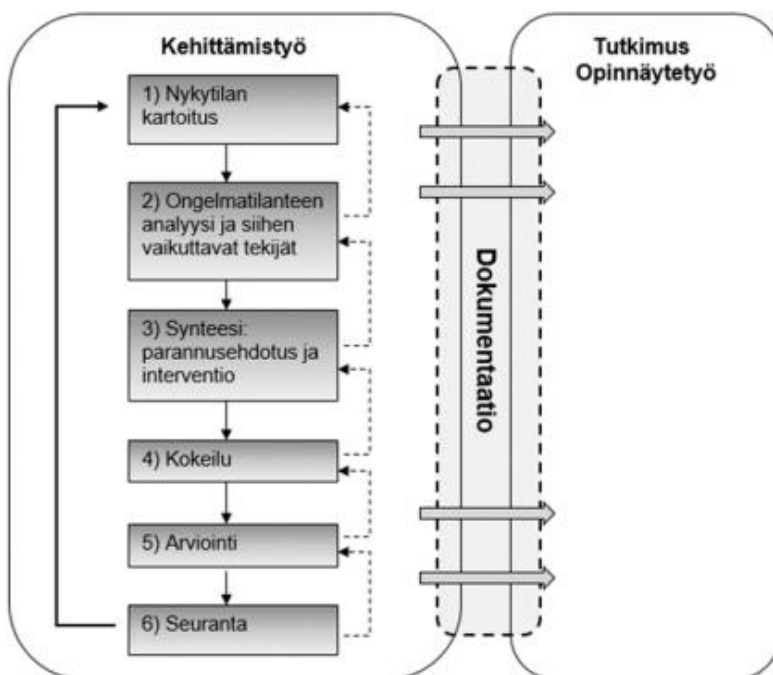 Kehittämistyö
1) Nykytilan
kartoitus
2) Ongelmatilanteen
analyysi ja siihen
vaikuttavat tekijät
3) Synteesi:
parannusehdotus ja
interventio
4) Kokeilu
5) Arviointi
6) Seuranta
Dokumentaatio
Tutkimus
Opinnäytetyö